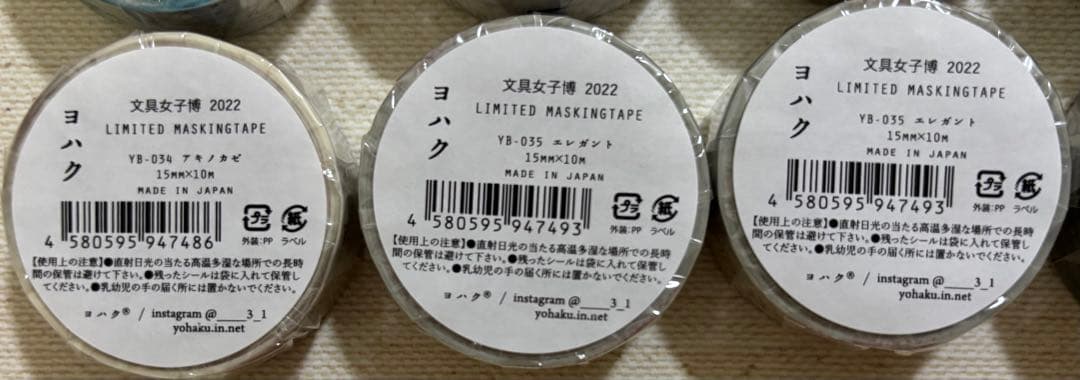 ヨハク
文具女子博 2022
LIMITED MASKINGTAPE
YB-034 アキノカゼ
15mm×10m
MADE IN JAPAN
4 580595 947486
プラ 紙
外装:PP ラベル
【使用上の注意】●直射日光の当たる高温多湿な場所での長時
間の保管は避けて下さい。●残ったシールは袋に入れて保管し
てください。●乳幼児の手の届く所には置かないでください。
ヨハク® / instagram @____3_1
yohaku.in.net
ヨハク
文具女子博 2022
LIMITED MASKINGTAPE
YB-035 エレガント
15mm×10m
MADE IN JAPAN
4 580595 947493
プラ 紙
外装:PP ラベル
【使用上の注意】●直射日光の当たる高温多湿な場所での長時
間の保管は避けて下さい。●残ったシールは袋に入れて保管し
てください。●乳幼児の手の届く所には置かないでください。
ヨハク® / instagram @____3_1
yohaku.in.net
ヨハク
文具女子博 2022
LIMITED MASKINGTAPE
YB-035 エレガント
15mm×10m
MADE IN JAPAN
4 580595 947493
プラ 紙
外装:PP ラベル
【使用上の注意】●直射日光の当たる高温多湿な場所での長時
間の保管は避けて下さい。●残ったシールは袋に入れて保管し
てください。●乳幼児の手の届く所には置かないでください。
ヨハク® / instagram @____3_1
yohaku.in.net